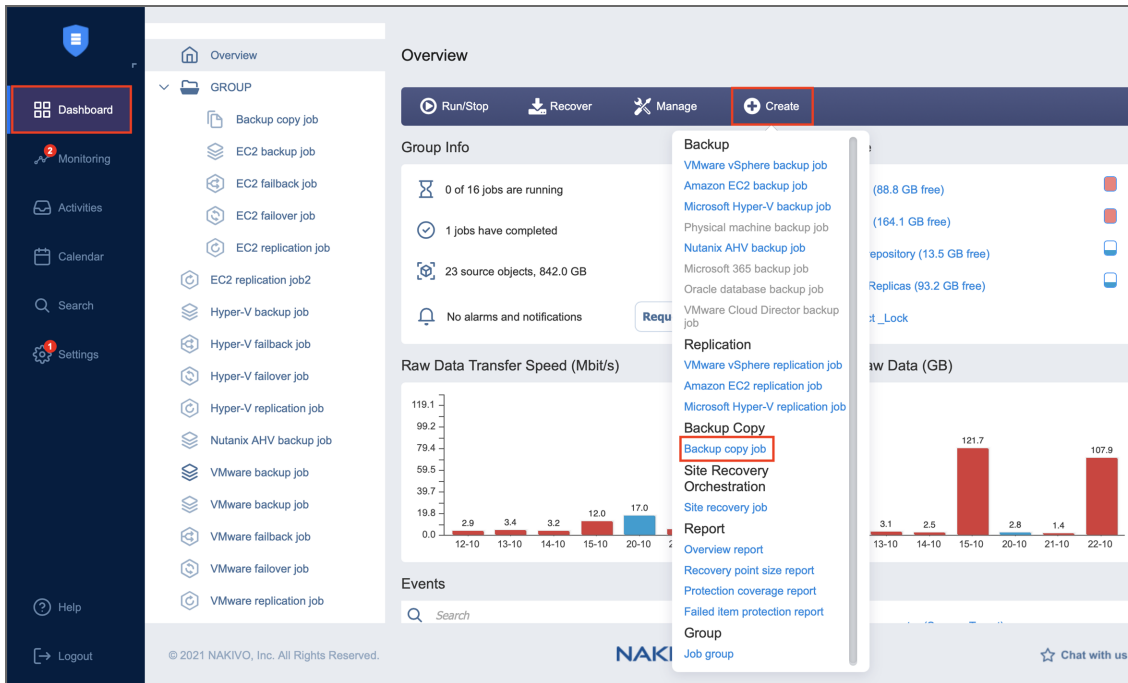 Dashboard
2
Monitoring
Activities
Calendar
Search
1
Settings
Help
Logout
Overview
GROUP
Backup copy job
EC2 backup job
EC2 failback job
EC2 failover job
EC2 replication job
EC2 replication job2
Hyper-V backup job
Hyper-V failback job
Hyper-V failover job
Hyper-V replication job
Nutanix AHV backup job
VMware backup job
VMware backup job
VMware failback job
VMware failover job
VMware replication job
Overview
Run/Stop
Recover
Manage
Create
Group Info
0 of 16 jobs are running
1 jobs have completed
23 source objects, 842.0 GB
No alarms and notifications
Requ
Backup
VMware vSphere backup job
Amazon EC2 backup job
Microsoft Hyper-V backup job
Physical machine backup job
Nutanix AHV backup job
Microsoft 365 backup job
Oracle database backup job
VMware Cloud Director backup
job
Replication
VMware vSphere replication job
Amazon EC2 replication job
Microsoft Hyper-V replication job
Backup Copy
Backup copy job
Site Recovery
Orchestration
Site recovery job
Report
Overview report
Recovery point size report
Protection coverage report
Failed item protection report
Group
Job group
(88.8 GB free)
(164.1 GB free)
epository (13.5 GB free)
Replicas (93.2 GB free)
ct _Lock
Raw Data Transfer Speed (Mbit/s)
119.1
99.2
79.4
59.5
39.7
19.8
0.0
2.9
3.4
3.2
12.0
17.0
12-10
13-10
14-10
15-10
20-10
aw Data (GB)
3.1
2.5
121.7
2.8
1.4
107.9
13-10
14-10
15-10
20-10
21-10
22-10
Events
Search
© 2021 NAKIVO, Inc. All Rights Reserved.
NAKI
Chat with us